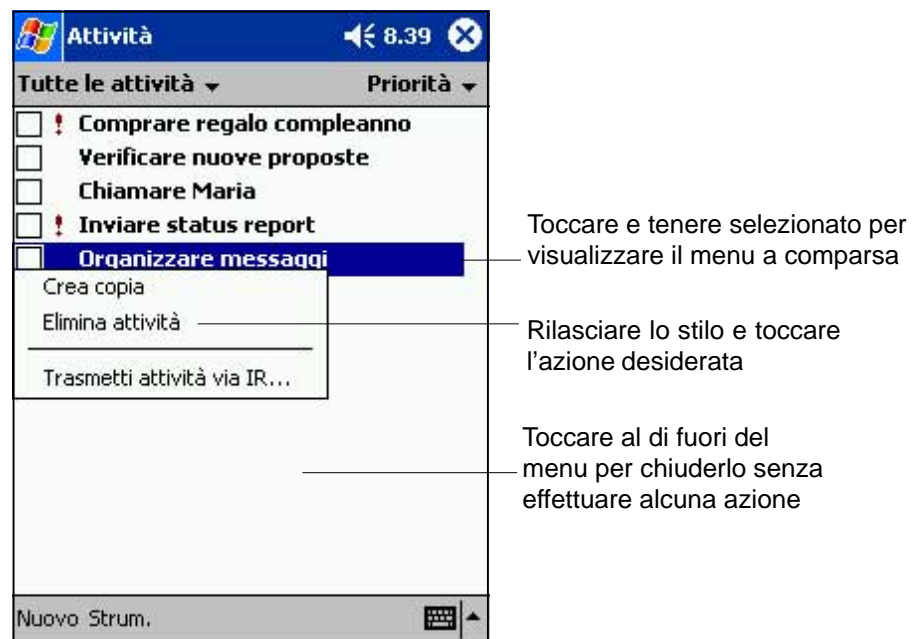 Attività 8.39
Tutte le attività Priorità
! Comprare regalo compleanno
Verificare nuove proposte
Chiamare Maria
! Inviare status report
Organizzare messaggi
Crea copia
Elimina attività
Trasmetti attività via IR...
Nuovo Strum.
Toccare e tenere selezionato per
visualizzare il menu a comparsa
Rilasciare lo stilo e toccare
l’azione desiderata
Toccare al di fuori del
menu per chiuderlo senza
effettuare alcuna azione